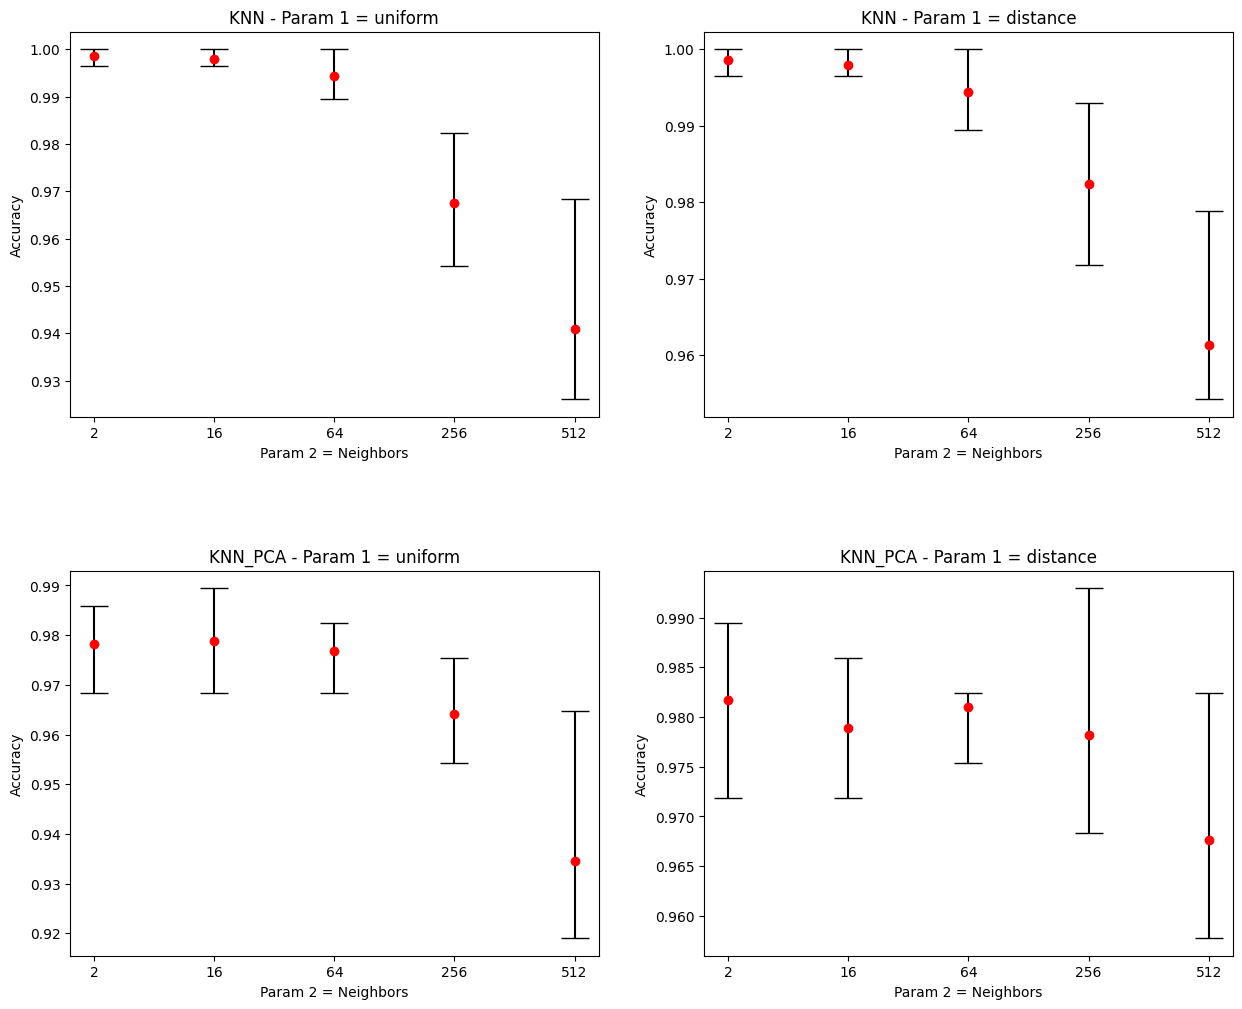 KNN - Param 1 = uniform
1.00
0.99
0.98
0.97
0.96
0.95
0.94
0.93
Accuracy
2 16 64 256 512
Param 2 = Neighbors
KNN - Param 1 = distance
1.00
0.99
0.98
0.97
0.96
Accuracy
2 16 64 256 512
Param 2 = Neighbors
KNN_PCA - Param 1 = uniform
0.99
0.98
0.97
0.96
0.95
0.94
0.93
0.92
Accuracy
2 16 64 256 512
Param 2 = Neighbors
KNN_PCA - Param 1 = distance
0.990
0.985
0.980
0.975
0.970
0.965
0.960
Accuracy
2 16 64 256 512
Param 2 = Neighbors